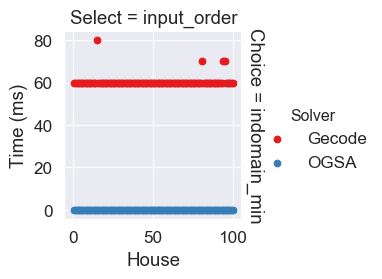 Select = input_order
80
60
40
20
0
Time (ms)
0
50
100
House
Choice = indomain_min
Solver
Gecode
OGSA